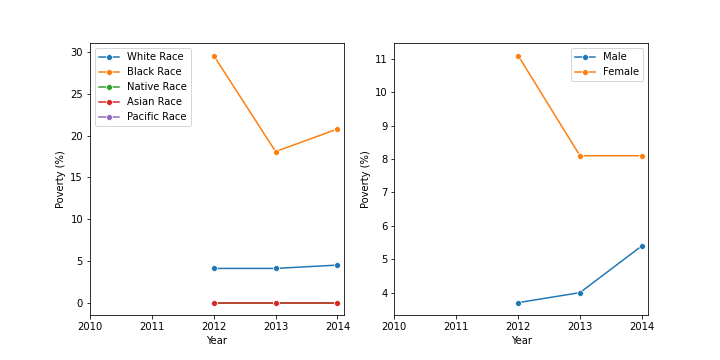 White Race
Black Race
Native Race
Asian Race
Pacific Race
30
25
20
15
10
5
0
Poverty (%)
2010 2011 2012 2013 2014
Year
Male
Female
11
10
9
8
7
6
5
4
Poverty (%)
2010 2011 2012 2013 2014
Year